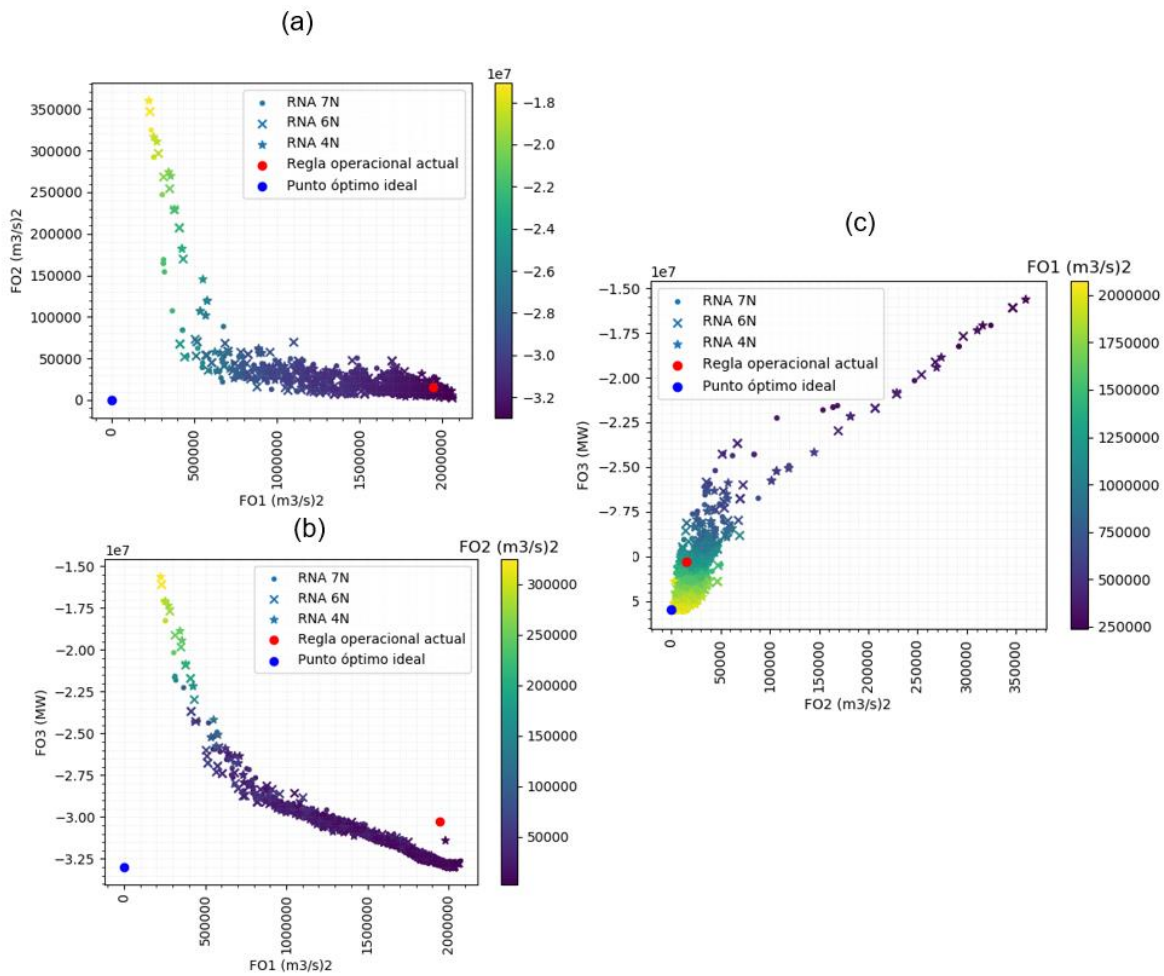 (a)
1e7
350000
300000
250000
200000
150000
100000
50000
0
FO2 (m3/s)2
RNA 7N
RNA 6N
RNA 4N
Regla operacional actual
Punto óptimo ideal
−1.8
−2.0
−2.2
−2.4
−2.6
−2.8
−3.0
−3.2
0
500000
1000000
1500000
2000000
FO1 (m3/s)2
(b)
1e7
FO2 (m3/s)2
−1.50
−1.75
−2.00
−2.25
−2.50
−2.75
−3.00
−3.25
FO3 (MW)
RNA 7N
RNA 6N
RNA 4N
Regla operacional actual
Punto óptimo ideal
300000
250000
200000
150000
100000
50000
0
500000
1000000
1500000
2000000
FO1 (m3/s)2
(c)
1e7
FO1 (m3/s)2
−1.50
−1.75
−2.00
−2.25
−2.50
−2.75
0
5
FO3 (MW)
RNA 7N
RNA 6N
RNA 4N
Regla operacional actual
Punto óptimo ideal
2000000
1750000
1500000
1250000
1000000
750000
500000
250000
0
50000
100000
150000
200000
250000
300000
350000
FO2 (m3/s)2